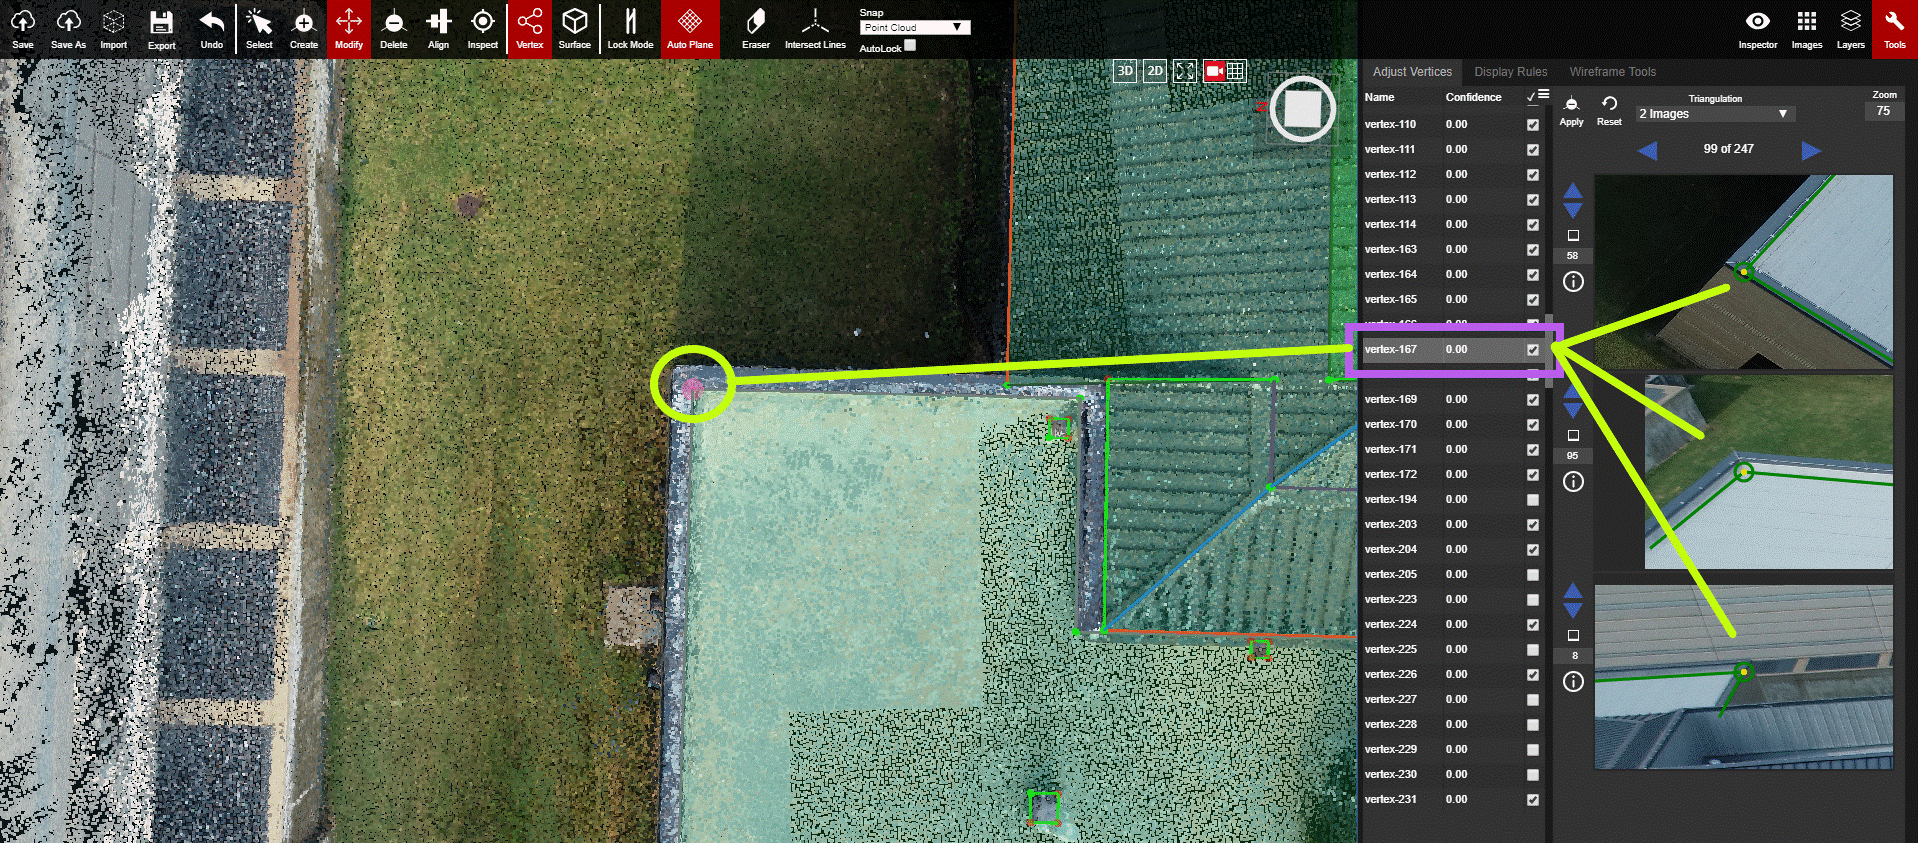 Save Save As Import Export Undo Select Create Modify Delete Align Inspect Vertex Surface Lock Mode Auto Plane Eraser Intersect Lines
Snap
Point Cloud
AutoLock
Inspector Images Layers Tools
3D 2D
Adjust Vertices Display Rules Wireframe Tools
Name Confidence
vertex-110 0.00
vertex-111 0.00
vertex-112 0.00
vertex-113 0.00
vertex-114 0.00
vertex-163 0.00
vertex-164 0.00
vertex-165 0.00
vertex-167 0.00
vertex-169 0.00
vertex-170 0.00
vertex-171 0.00
vertex-172 0.00
vertex-194 0.00
vertex-203 0.00
vertex-204 0.00
vertex-205 0.00
vertex-223 0.00
vertex-224 0.00
vertex-225 0.00
vertex-226 0.00
vertex-227 0.00
vertex-228 0.00
vertex-229 0.00
vertex-230 0.00
vertex-231 0.00
Apply Reset
Triangulation
2 Images
Zoom
75
99 of 247
58
95
8